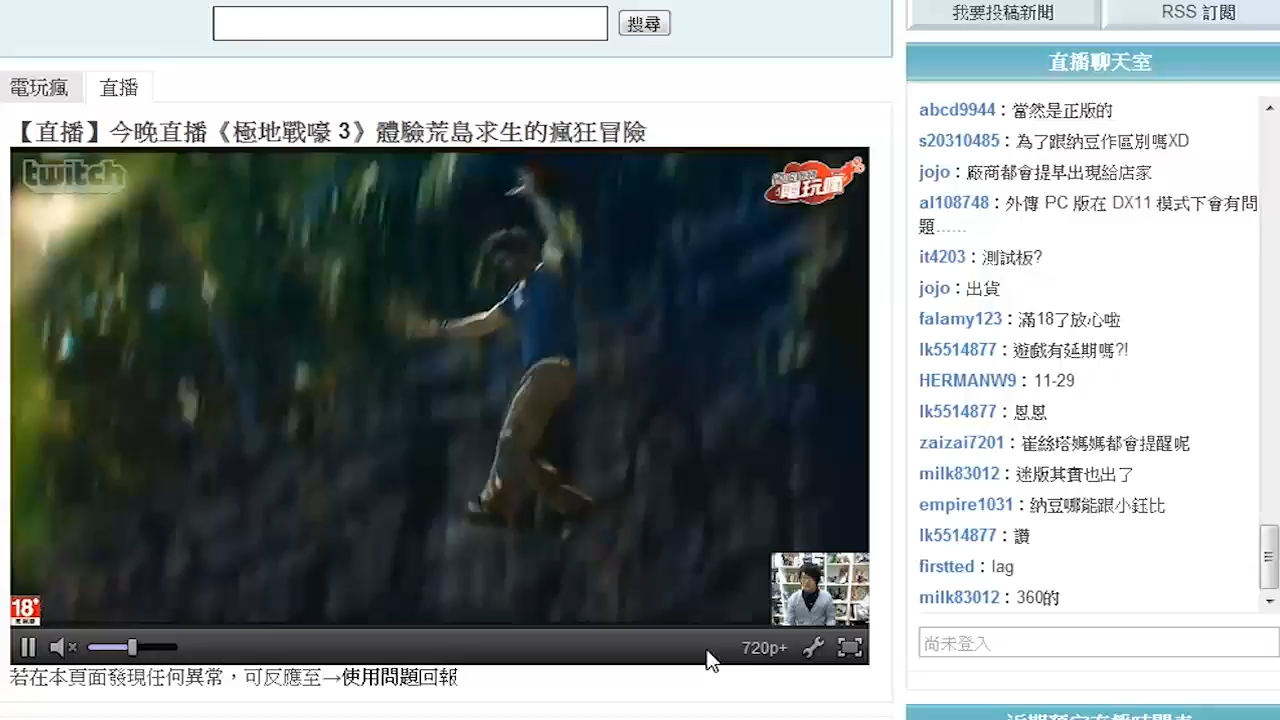 搜尋
我要投稿新聞
RSS 訂閱
電玩瘋
直播
【直播】今晚直播《極地戰嚎 3》體驗荒島求生的瘋狂冒險
twitch
電玩瘋
18+
720p+
若在本頁面發現任何異常，可反應至→使用問題回報
直播聊天室
abcd9944：當然是正版的
s20310485：為了跟納豆作區別嗎XD
jojo：廠商都會提早出現給店家
al108748：外傳 PC 版在 DX11 模式下會有問
題……
it4203：測試板?
jojo：出貨
falamy123：滿18了放心啦
lk5514877：遊戲有延期嗎?!
HERMANW9：11-29
lk5514877：恩恩
zaizai7201：崔絲塔媽媽都會提醒呢
milk83012：迷版其實也出了
empire1031：納豆哪能跟小鈺比
lk5514877：讚
firstted：lag
milk83012：360的
尚未登入